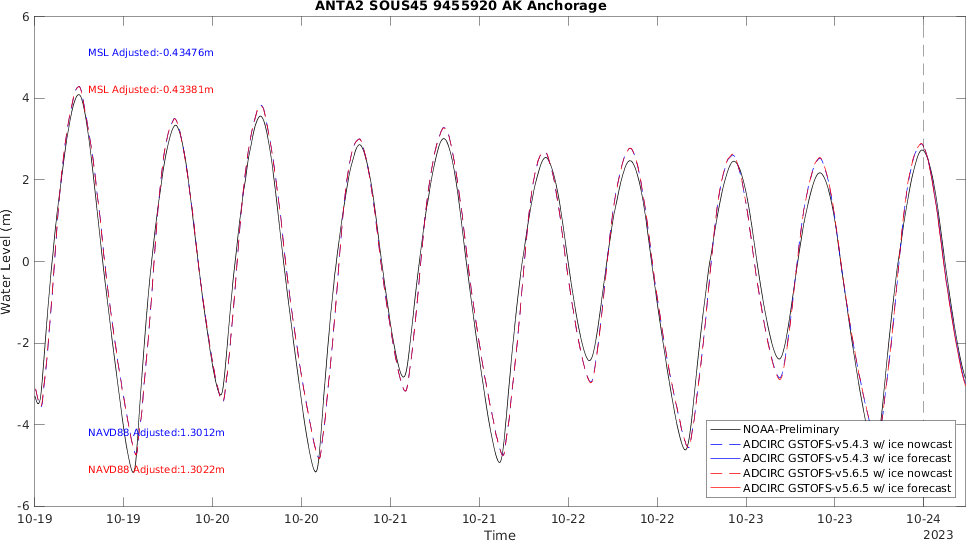 ANTA2 SOUS45 9455920 AK Anchorage
6
4
2
0
-2
-4
-6
Water Level (m)
MSL Adjusted:-0.43476m
MSL Adjusted:-0.43381m
NAVD88 Adjusted:1.3012m
NAVD88 Adjusted:1.3022m
NOAA-Preliminary
ADCIRC GSTOFS-v5.4.3 w/ ice nowcast
ADCIRC GSTOFS-v5.4.3 w/ ice forecast
ADCIRC GSTOFS-v5.6.5 w/ ice nowcast
ADCIRC GSTOFS-v5.6.5 w/ ice forecast
10-19 10-19 10-20 10-20 10-21 10-21 10-22 10-22 10-23 10-23 10-24
2023
Time